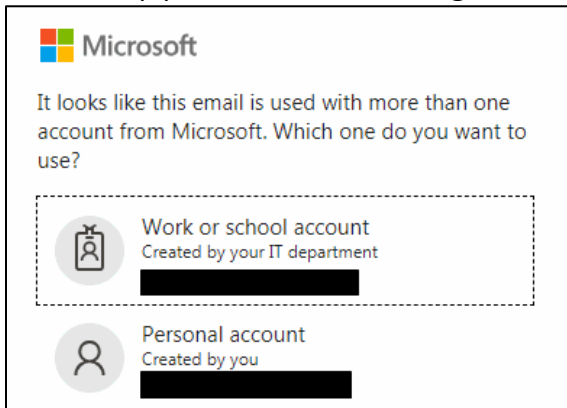 Microsoft
It looks like this email is used with more than one
account from Microsoft. Which one do you want to
use?
Work or school account
Created by your IT department
Personal account
Created by you